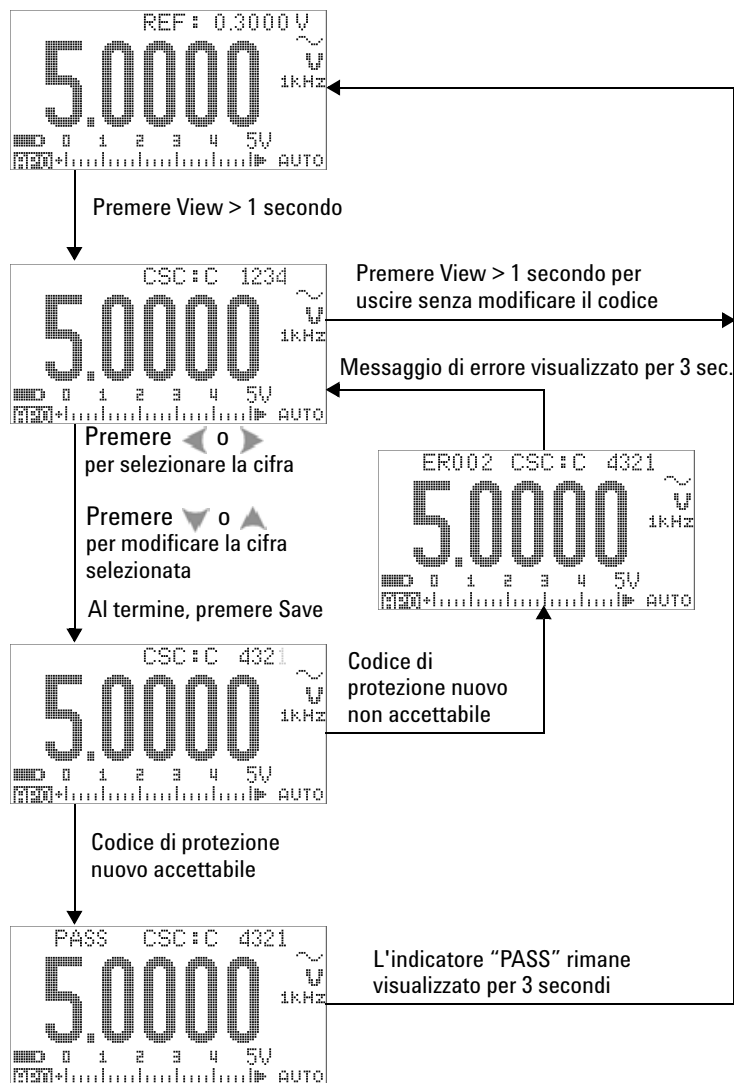 REF: 0.3000 V
5.0000
V
1kHz
0 1 2 3 4 5V
APO AUTO
Premere View > 1 secondo
CSC:C 1234
5.0000
V
1kHz
0 1 2 3 4 5V
APO AUTO
Premere View > 1 secondo per
uscire senza modificare il codice
Messaggio di errore visualizzato per 3 sec.
Premere o
per selezionare la cifra
Premere o
per modificare la cifra
selezionata
Al termine, premere Save
ER002 CSC:C 4321
5.0000
V
1kHz
0 1 2 3 4 5V
APO AUTO
CSC:C 4321
5.0000
V
1kHz
0 1 2 3 4 5V
APO AUTO
Codice di
protezione nuovo
non accettabile
Codice di protezione
nuovo accettabile
PASS CSC:C 4321
5.0000
V
1kHz
0 1 2 3 4 5V
APO AUTO
L'indicatore “PASS” rimane
visualizzato per 3 secondi